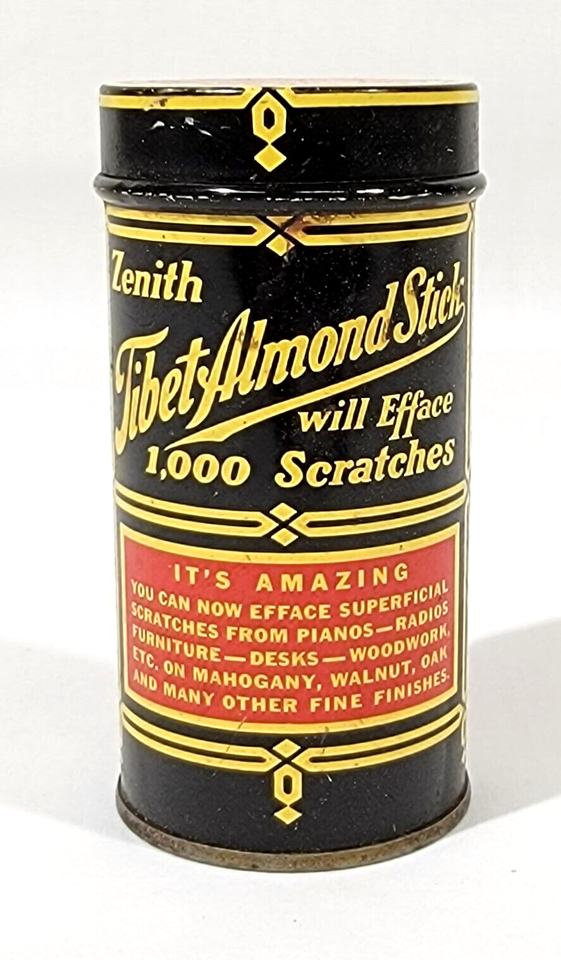 Zenith
Tibet Almond Stick
will Efface
1,000 Scratches
IT'S AMAZING
YOU CAN NOW EFFACE SUPERFICIAL
SCRATCHES FROM PIANOS—RADIOS
FURNITURE—DESKS—WOODWORK,
ETC. ON MAHOGANY, WALNUT, OAK
AND MANY OTHER FINE FINISHES.